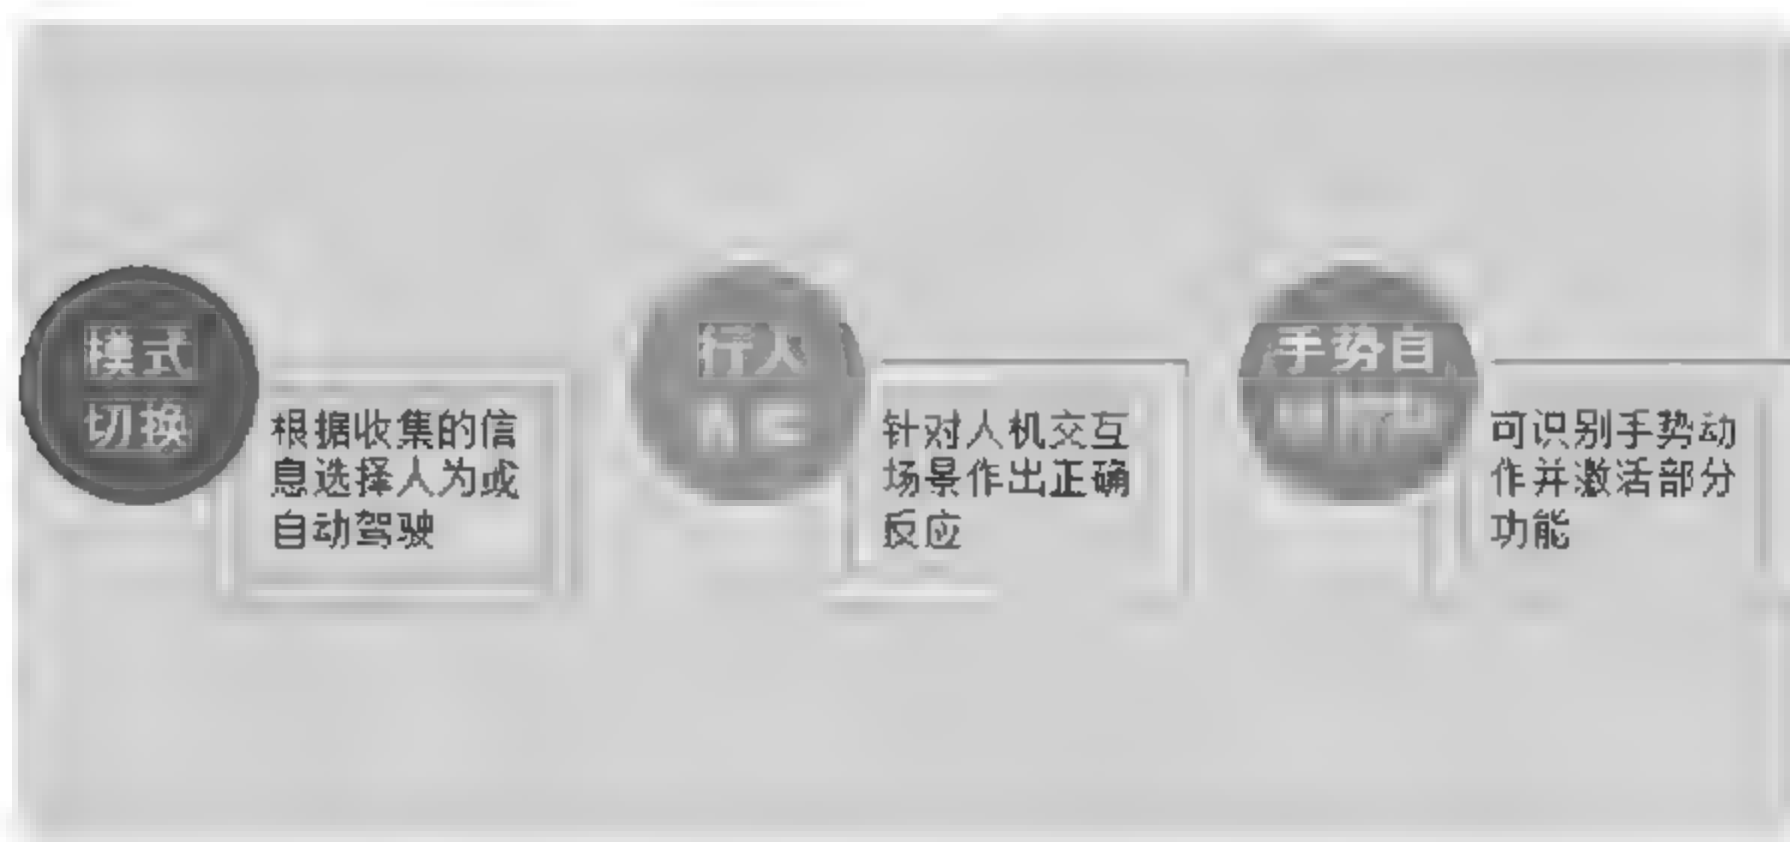 模式
切换
根据收集的信
息选择人为或
自动驾驶
行人
针对人机交互
场景作出正确
反应
手势自
可识别手势动
作并激活部分
功能